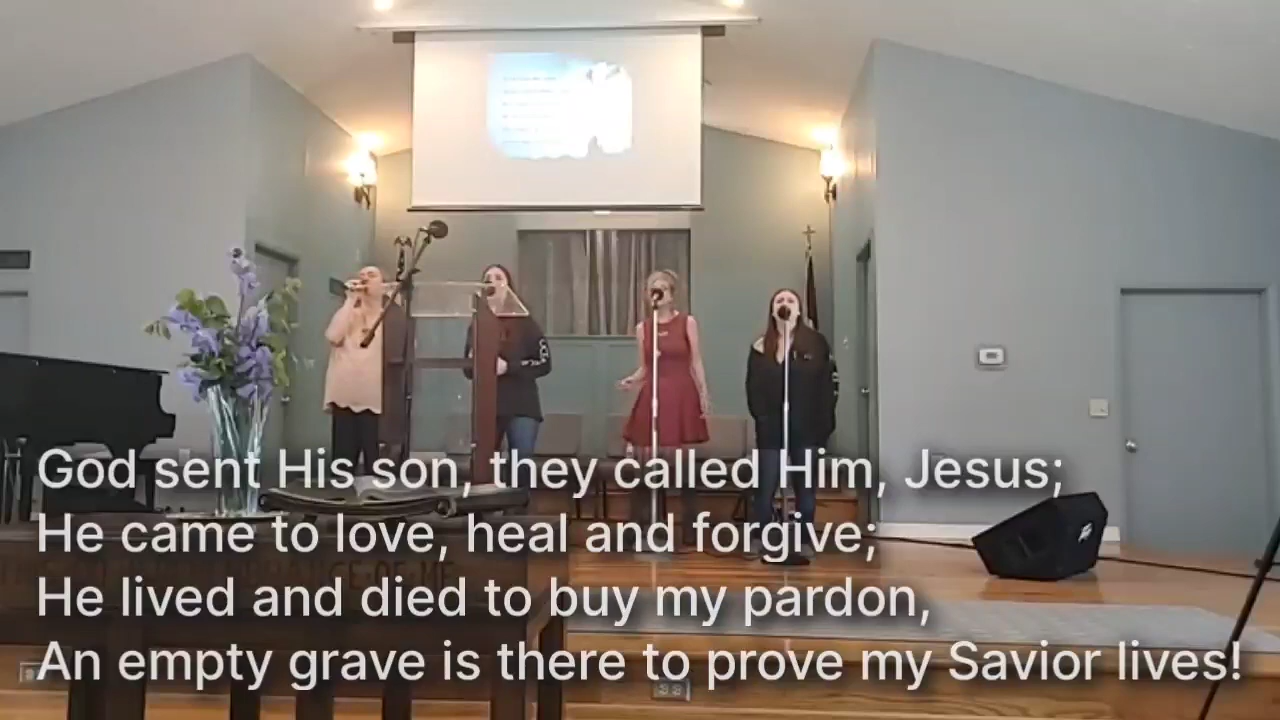 God sent His son, they called Him, Jesus;
He came to love, heal and forgive;
He lived and died to buy my pardon,
An empty grave is there to prove my Savior lives!